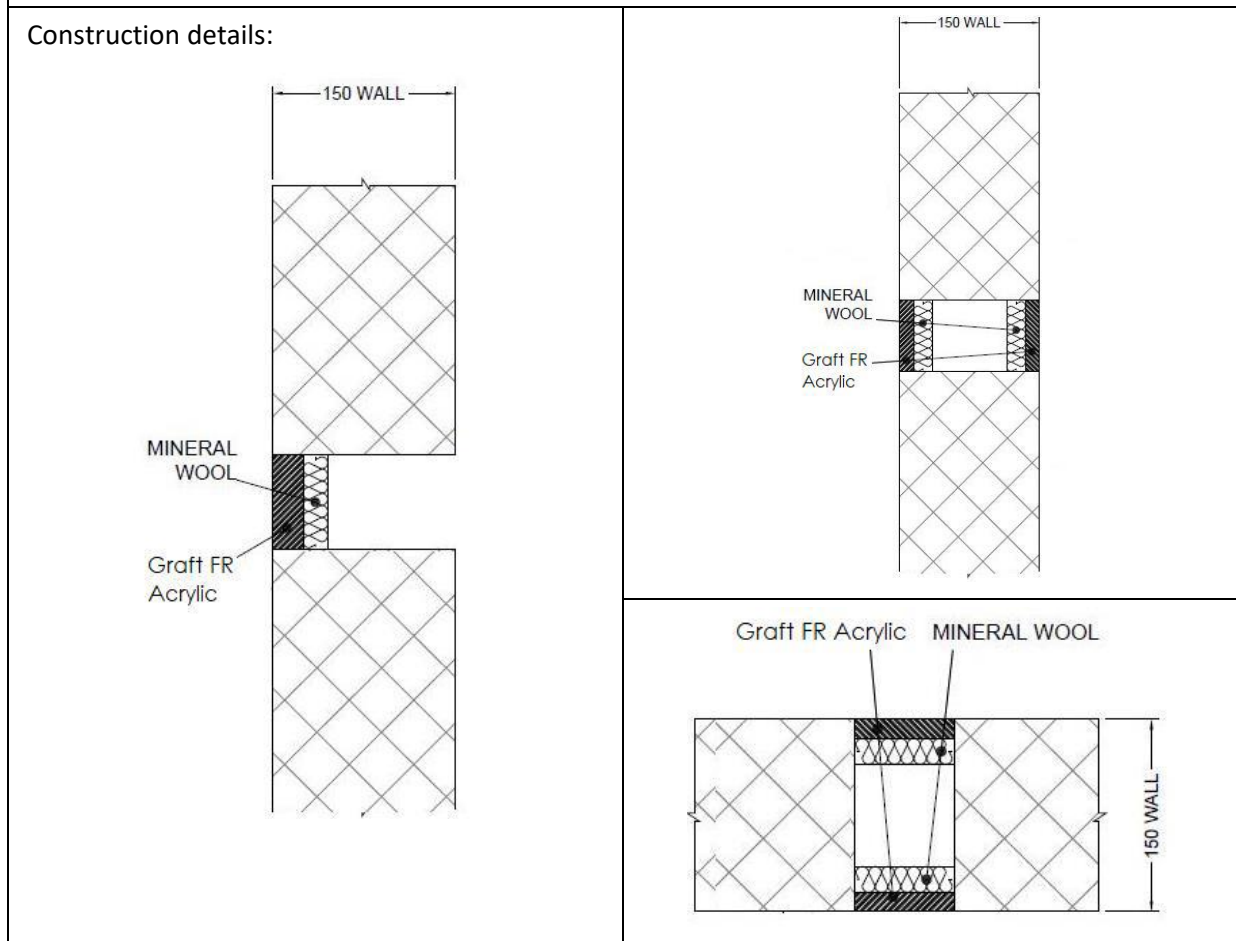 Construction details:
150 WALL
MINERAL
WOOL
Graft FR
Acrylic
150 WALL
MINERAL
WOOL
Graft FR
Acrylic
Graft FR Acrylic MINERAL WOOL
150 WALL